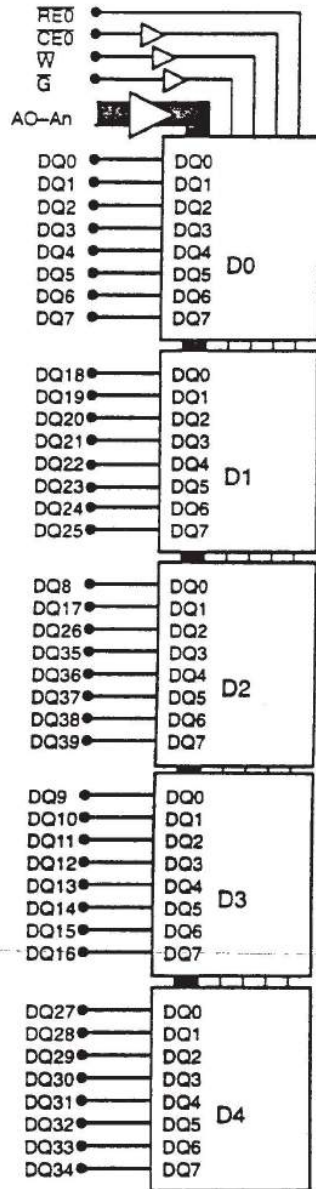 RE0
CE0
W
G
AO-An
DQ0 DQ0
DQ1 DQ1
DQ2 DQ2
DQ3 DQ3
DQ4 DQ4
DQ5 DQ5
DQ6 DQ6
DQ7 DQ7
D0
DQ18 DQ0
DQ19 DQ1
DQ20 DQ2
DQ21 DQ3
DQ22 DQ4
DQ23 DQ5
DQ24 DQ6
DQ25 DQ7
D1
DQ8 DQ0
DQ17 DQ1
DQ26 DQ2
DQ35 DQ3
DQ36 DQ4
DQ37 DQ5
DQ38 DQ6
DQ39 DQ7
D2
DQ9 DQ0
DQ10 DQ1
DQ11 DQ2
DQ12 DQ3
DQ13 DQ4
DQ14 DQ5
DQ15 DQ6
DQ16 DQ7
D3
DQ27 DQ0
DQ28 DQ1
DQ29 DQ2
DQ30 DQ3
DQ31 DQ4
DQ32 DQ5
DQ33 DQ6
DQ34 DQ7
D4